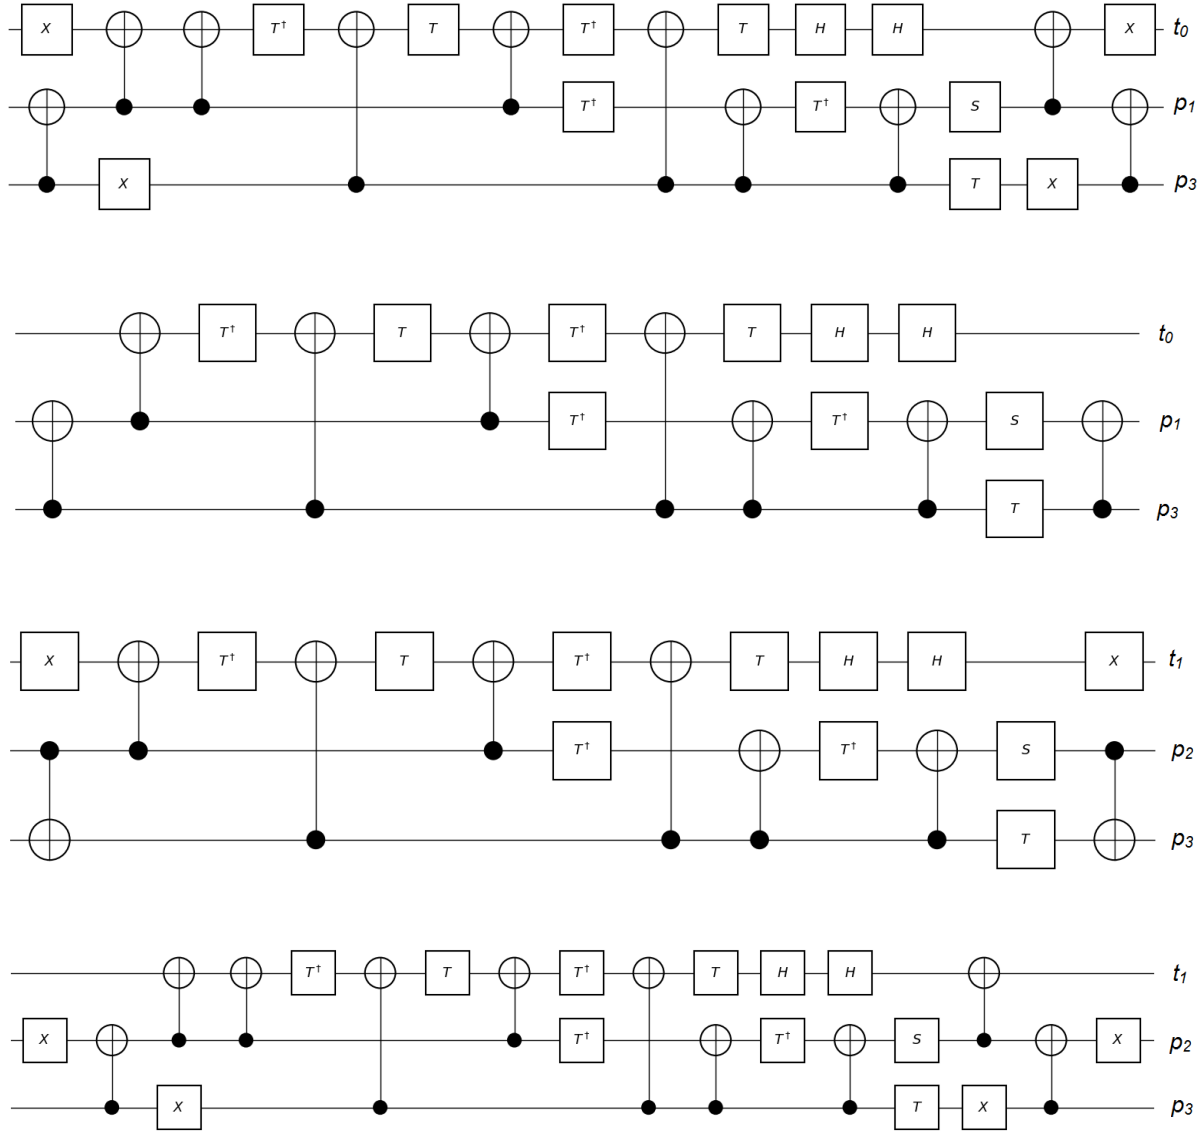 X T† T T† T H H X t₀
T† T† S p₁
X T X p₃
T† T T† T H H t₀
T† T† S p₁
T p₃
X T† T T† T H H X t₁
T† T† S p₂
T p₃
T† T T† T H H t₁
X T† T† S X p₂
X T X p₃